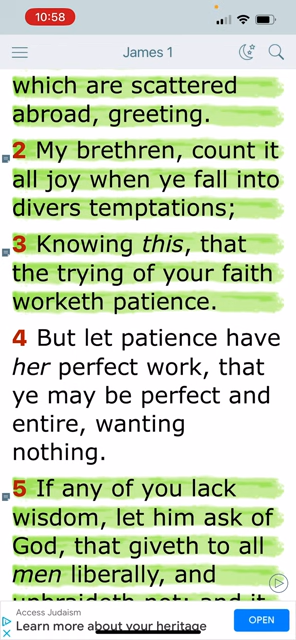 10:58
James 1
which are scattered
abroad, greeting.
2 My brethren, count it
all joy when ye fall into
divers temptations;
3 Knowing this, that
the trying of your faith
worketh patience.
4 But let patience have
her perfect work, that
ye may be perfect and
entire, wanting
nothing.
5 If any of you lack
wisdom, let him ask of
God, that giveth to all
men liberally, and
upbraideth not; and it
Access Judaism
Learn more about your heritage
OPEN